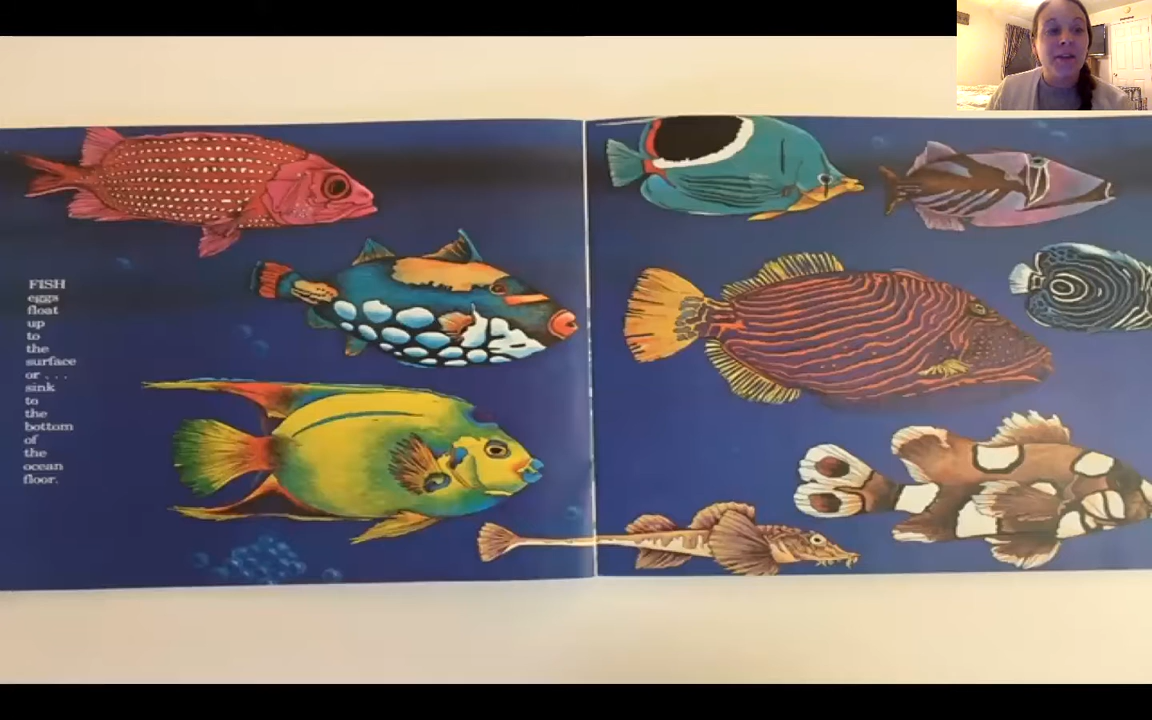 FISH
eggs
float
up
to
the
surface
or . . .
sink
to
the
bottom
of
the
ocean
floor.